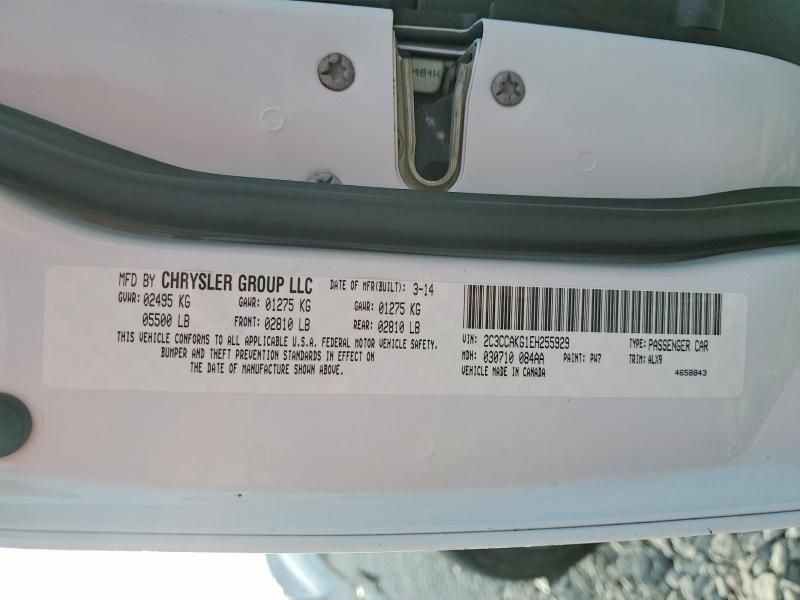 464H
MFD BY CHRYSLER GROUP LLC DATE OF MFR(BUILT): 3-14
GVWR: 02495 KG GAWR: 01275 KG GAWR: 01275 KG
05500 LB FRONT: 02810 LB REAR: 02810 LB
THIS VEHICLE CONFORMS TO ALL APPLICABLE U.S.A. FEDERAL MOTOR VEHICLE SAFETY,
BUMPER AND THEFT PREVENTION STANDARDS IN EFFECT ON
THE DATE OF MANUFACTURE SHOWN ABOVE.
VIN: 2C3CCAKG1EH255929 TYPE: PASSENGER CAR
MDH: 030710 084AA PAINT: PW7 TRIM: ALX9
VEHICLE MADE IN CANADA 4658843